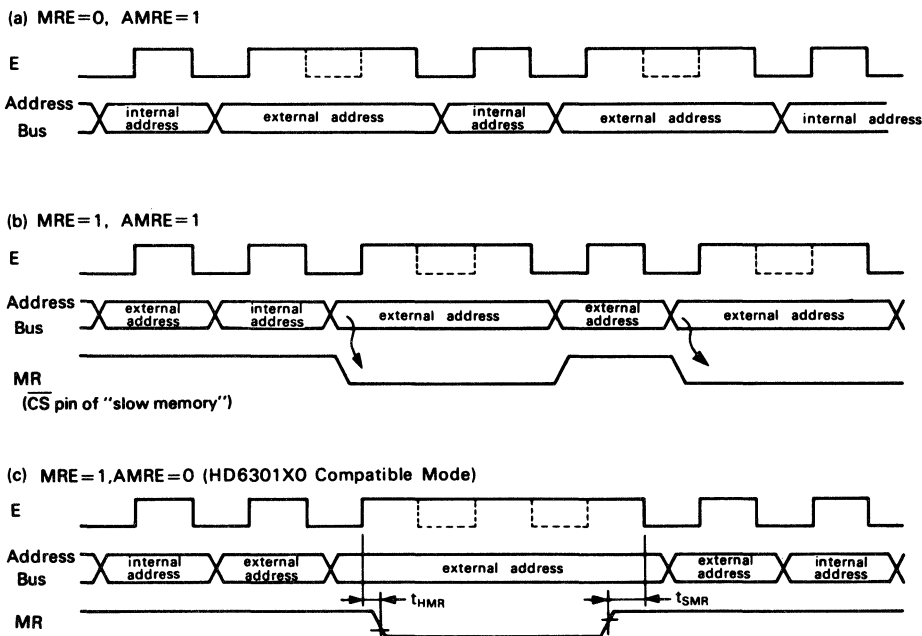 (a) MRE=0, AMRE=1
E
Address
Bus
internal
address
external address
internal
address
external address
internal address
(b) MRE=1, AMRE=1
E
Address
Bus
external
address
internal
address
external address
external
address
external address
MR
(C̅S̅ pin of "slow memory")
(c) MRE=1,AMRE=0 (HD6301X0 Compatible Mode)
E
Address
Bus
internal
address
external
address
external address
external
address
internal
address
tHMR
tSMR
MR